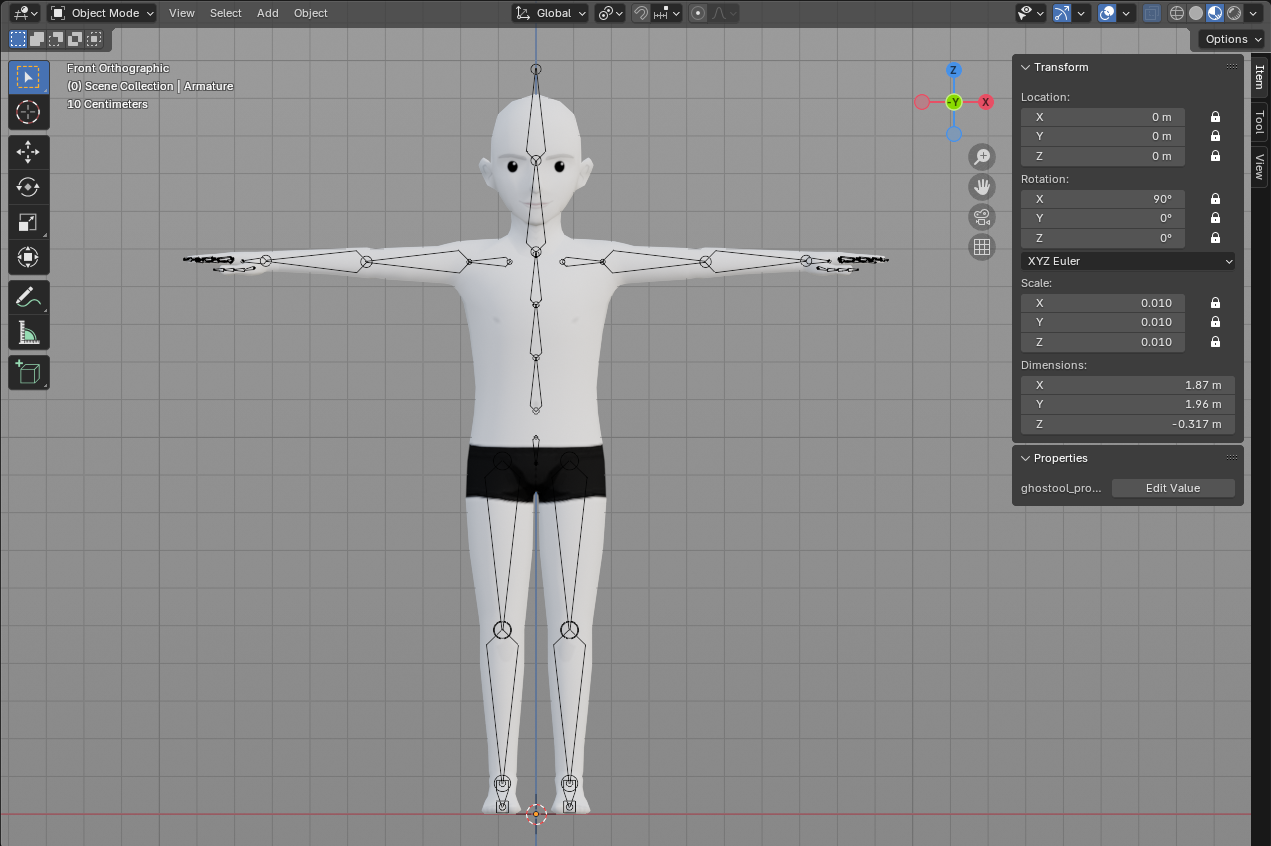 Object Mode View Select Add Object Global
Options
Front Orthographic
(0) Scene Collection | Armature
10 Centimeters
Z
-Y X
Transform
Location:
X 0 m
Y 0 m
Z 0 m
Rotation:
X 90°
Y 0°
Z 0°
XYZ Euler
Scale:
X 0.010
Y 0.010
Z 0.010
Dimensions:
X 1.87 m
Y 1.96 m
Z -0.317 m
Properties
ghostool_pro... Edit Value
Item
Tool
View